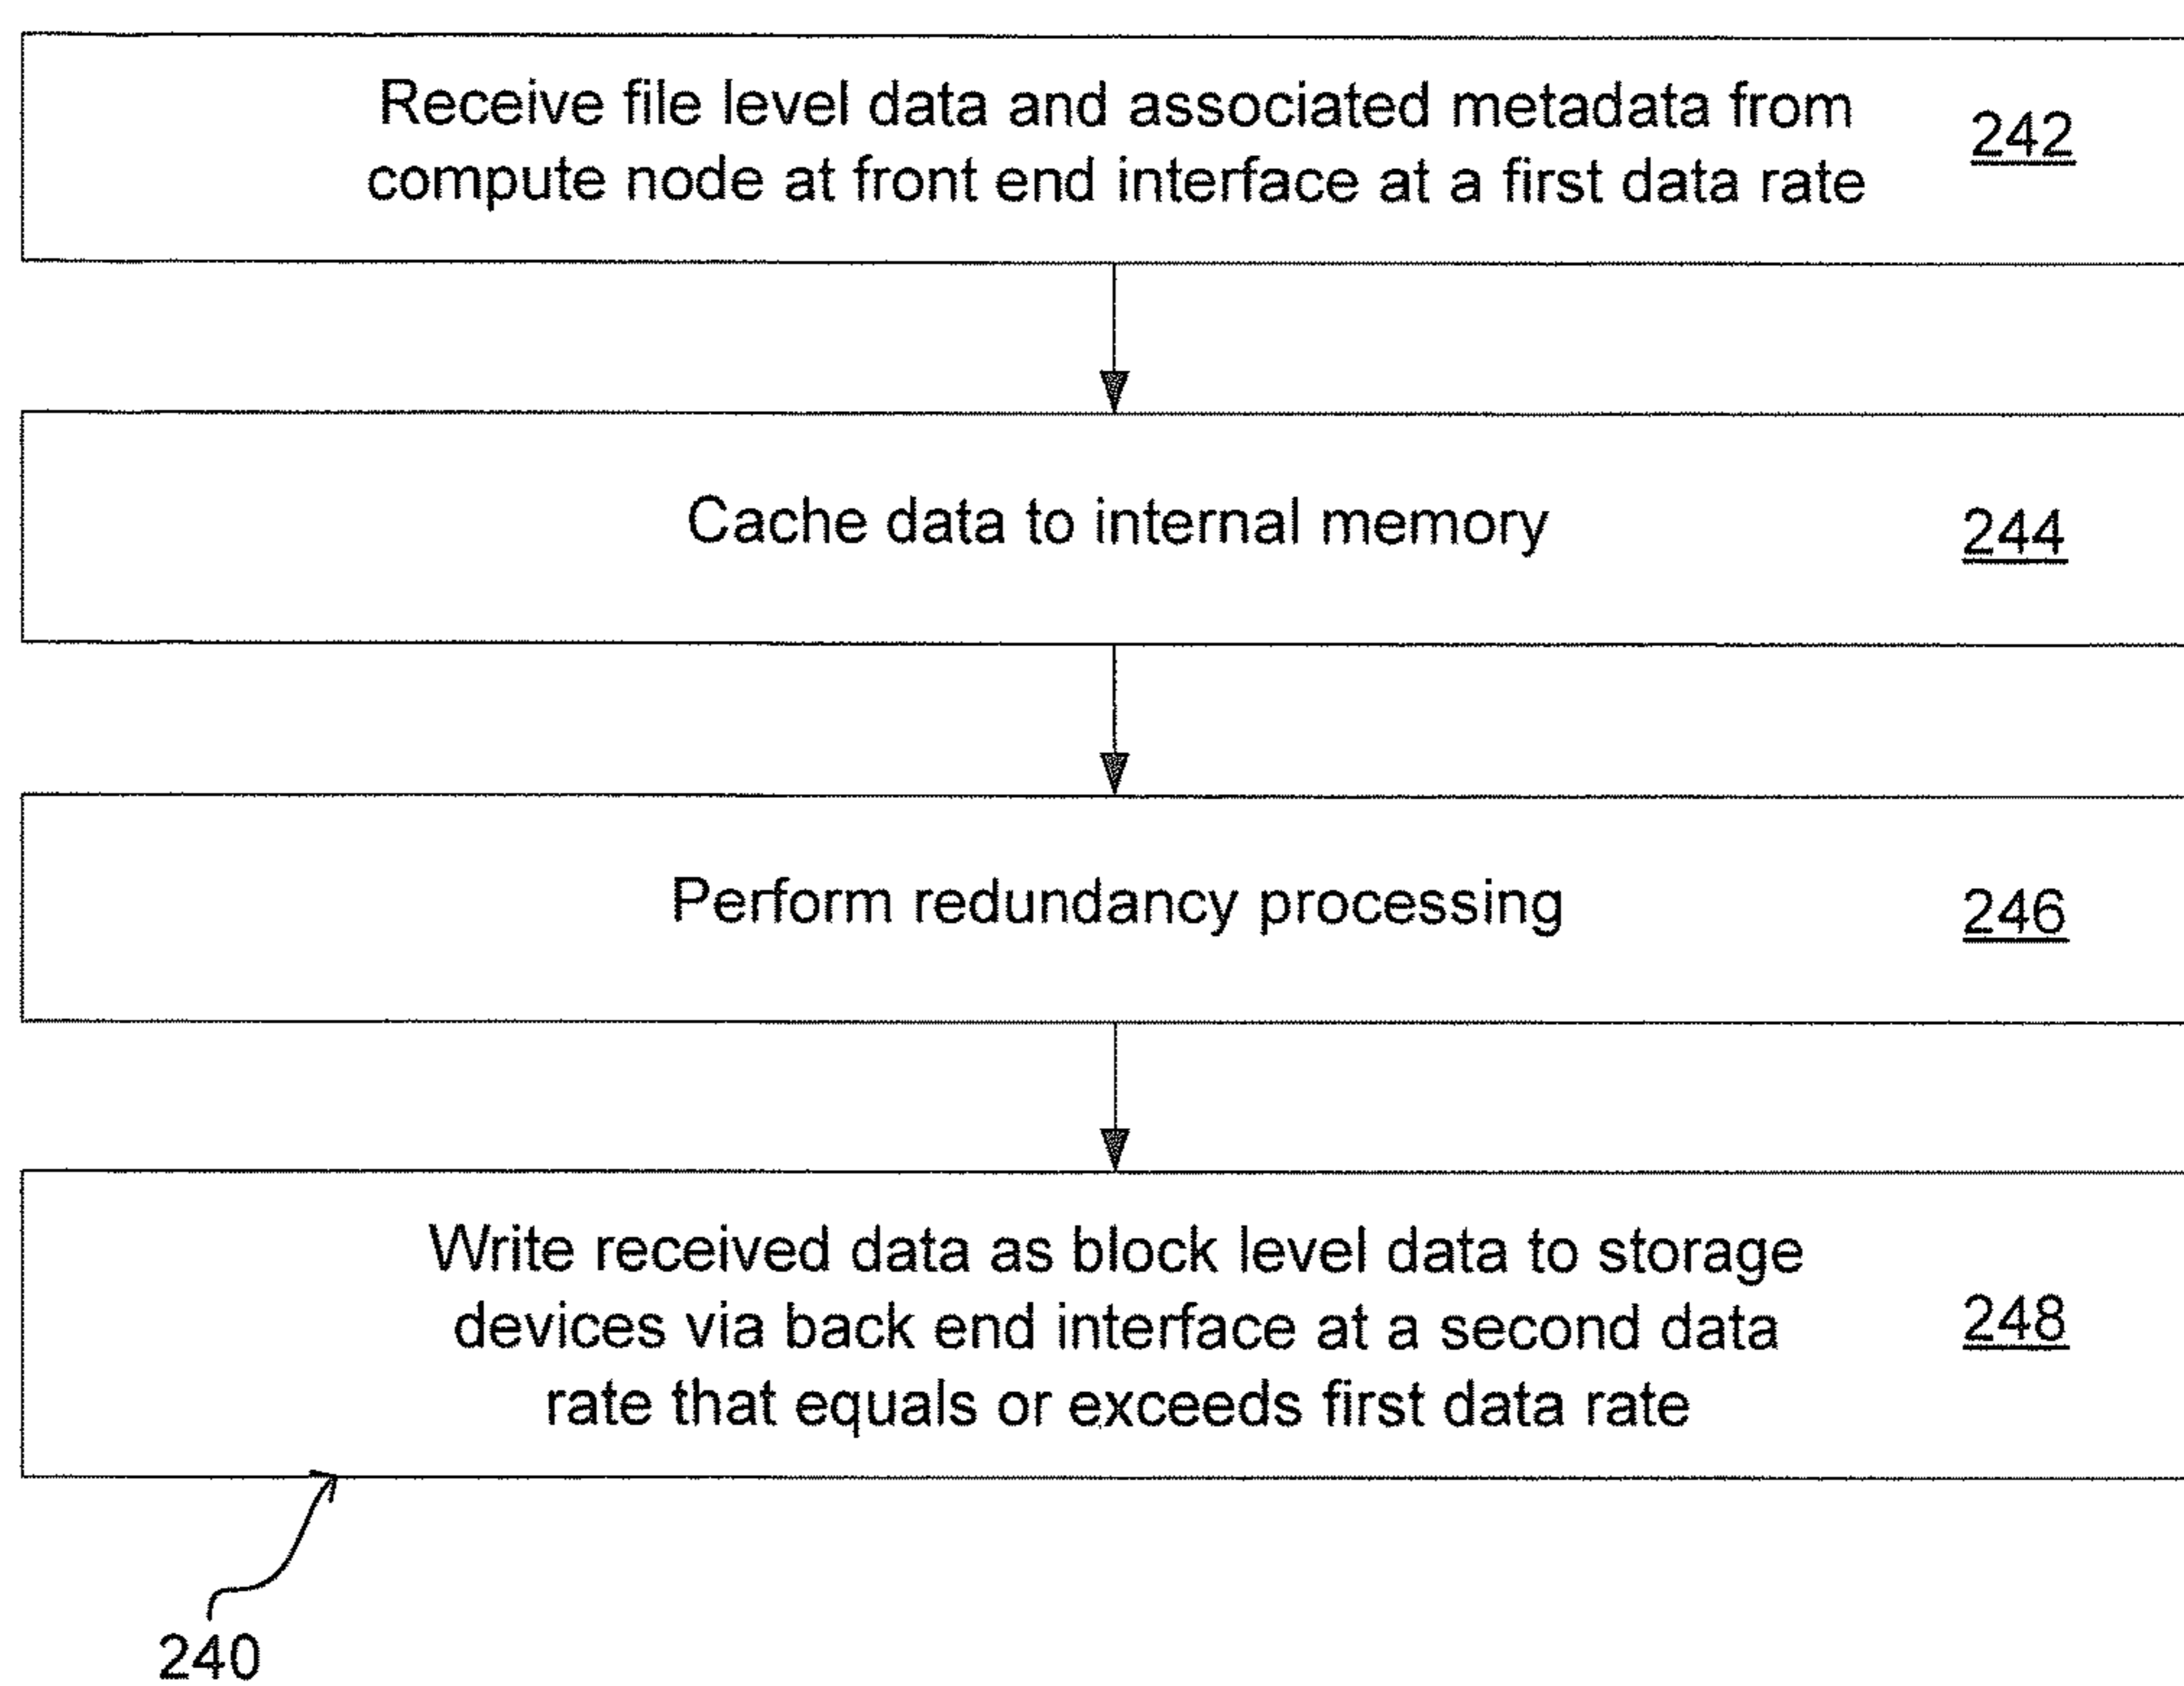 Receive file level data and associated metadata from
compute node at front end interface at a first data rate
242
Cache data to internal memory
244
Perform redundancy processing
246
Write received data as block level data to storage
devices via back end interface at a second data
rate that equals or exceeds first data rate
248
240